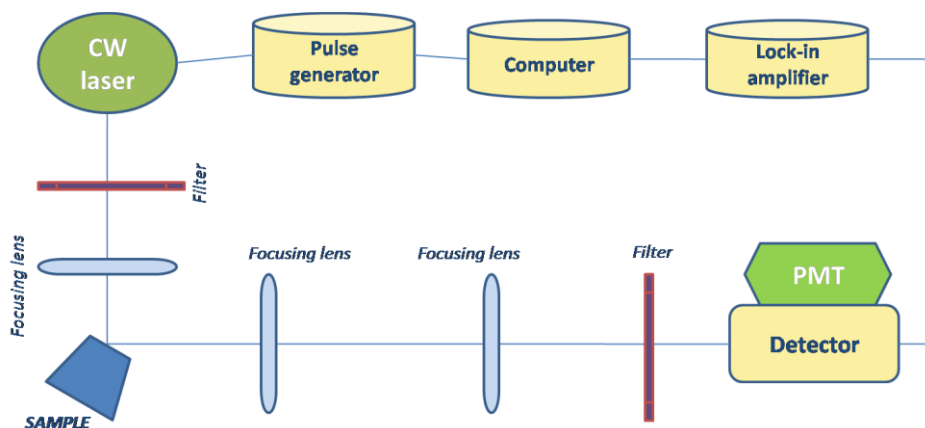 CW
laser
Pulse
generator
Computer
Lock-in
amplifier
Filter
Focusing lens
Focusing lens
Focusing lens
Filter
PMT
Detector
SAMPLE